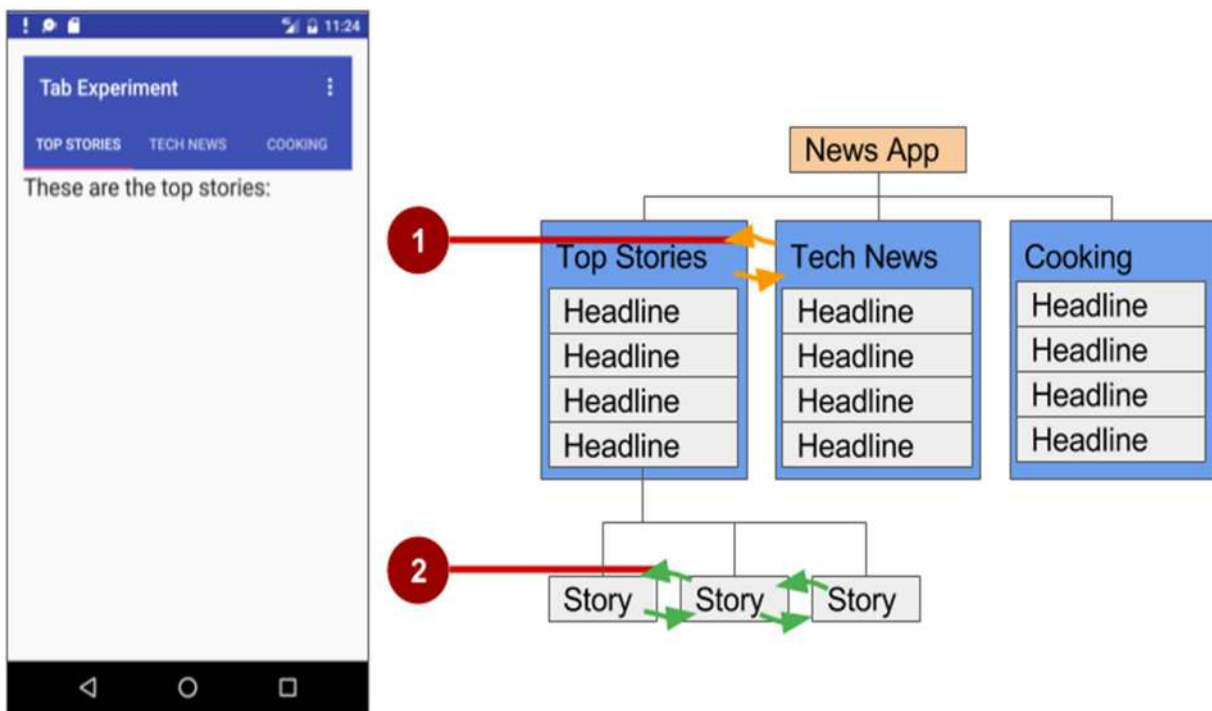 11:24
Tab Experiment
TOP STORIES TECH NEWS COOKING
These are the top stories:
News App
1
Top Stories
Headline
Headline
Headline
Headline
Tech News
Headline
Headline
Headline
Headline
Cooking
Headline
Headline
Headline
Headline
2
Story Story Story